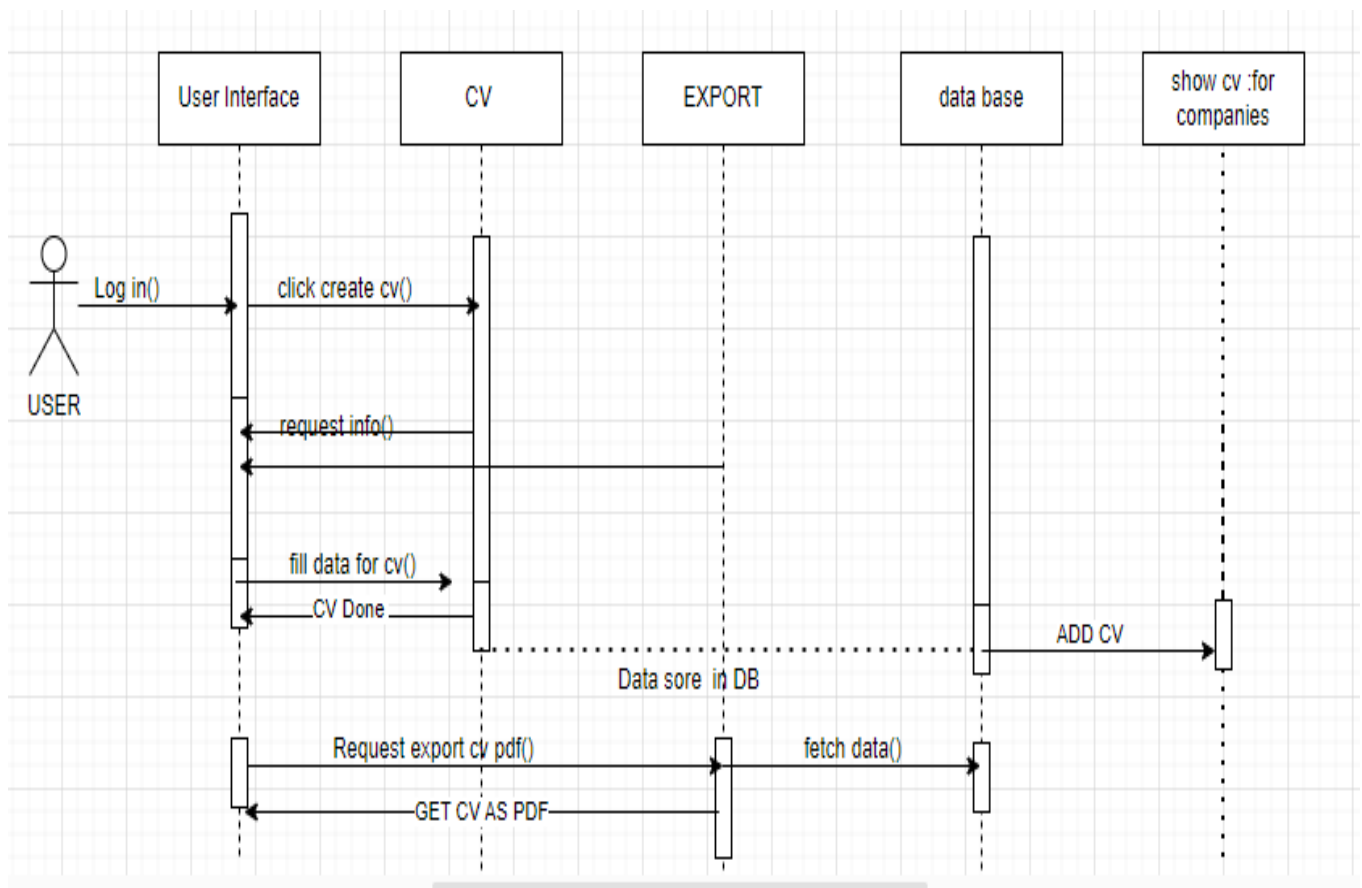 User Interface
CV
EXPORT
data base
show cv :for
companies
Log in()
click create cv()
USER
request info()
fill data for cv()
CV Done
ADD CV
Data sore in DB
Request export cv pdf()
fetch data()
GET CV AS PDF